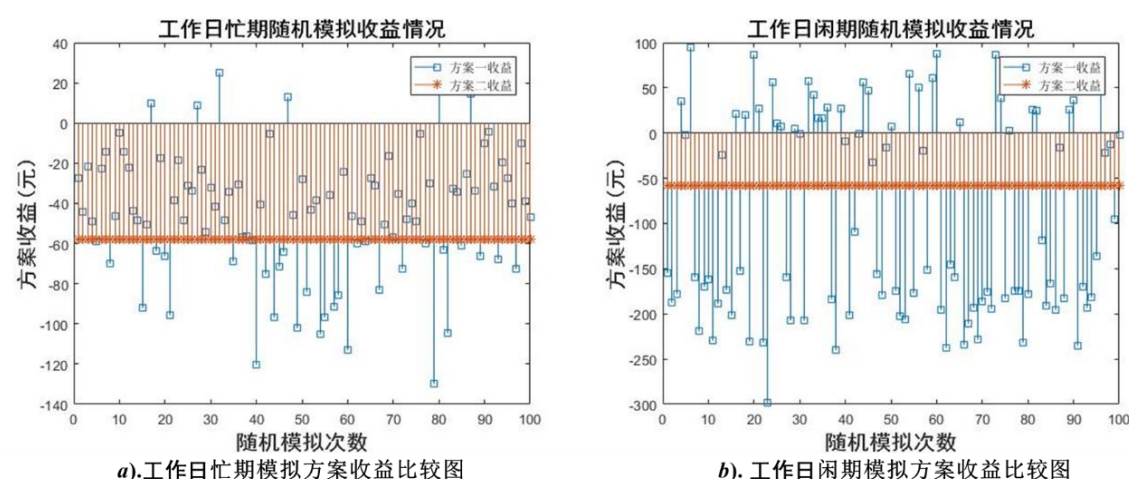 工作日忙期随机模拟收益情况
40
20
0
-20
-40
-60
-80
-100
-120
-140
方案收益(元)
方案一收益
方案二收益
0 10 20 30 40 50 60 70 80 90 100
随机模拟次数
a).工作日忙期模拟方案收益比较图
工作日闲期随机模拟收益情况
100
50
0
-50
-100
-150
-200
-250
-300
方案收益(元)
方案一收益
方案二收益
0 10 20 30 40 50 60 70 80 90 100
随机模拟次数
b). 工作日闲期模拟方案收益比较图